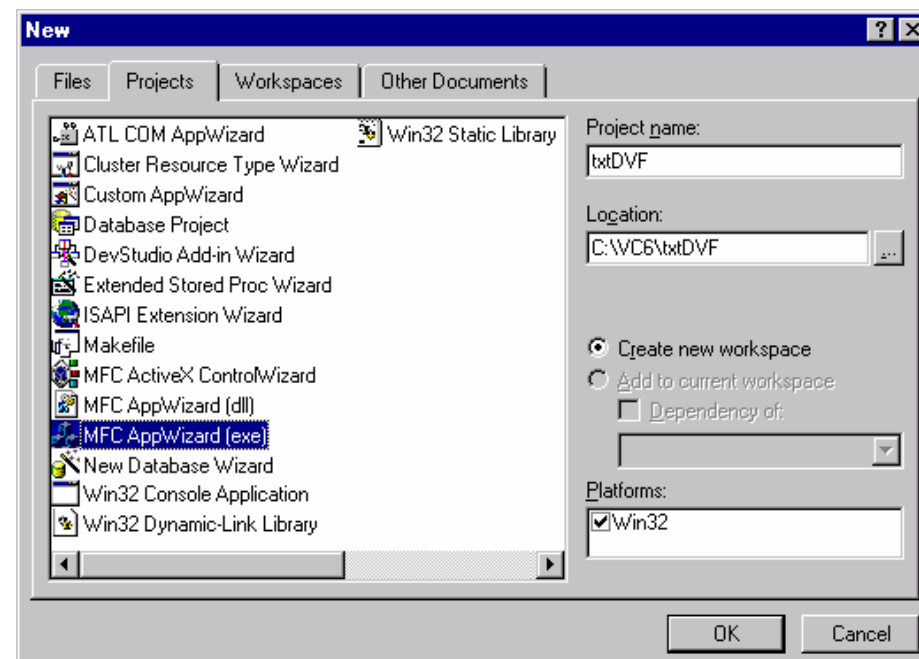 New
Files Projects Workspaces Other Documents
ATL COM AppWizard
Cluster Resource Type Wizard
Custom AppWizard
Database Project
DevStudio Add-in Wizard
Extended Stored Proc Wizard
ISAPI Extension Wizard
Makefile
MFC ActiveX ControlWizard
MFC AppWizard (dll)
MFC AppWizard (exe)
New Database Wizard
Win32 Console Application
Win32 Dynamic-Link Library
Win32 Static Library
Project name:
txtDVF
Location:
C:\VC6\txtDVF
...
Create new workspace
Add to current workspace
Dependency of:
Platforms:
Win32
OK Cancel